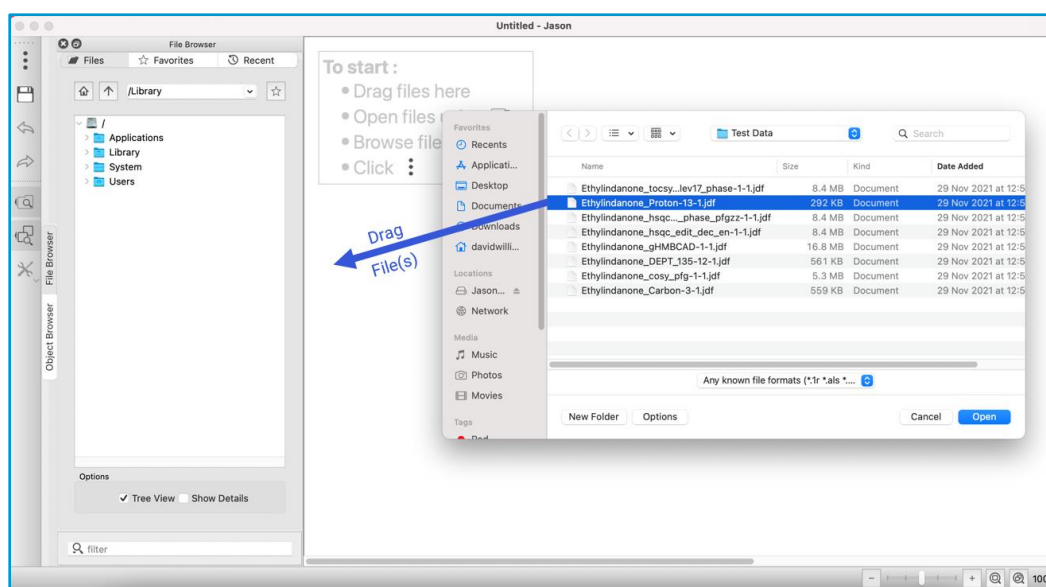 Untitled - Jason
File Browser
Files
Favorites
Recent
/Library
/
Applications
Library
System
Users
Options
Tree View
Show Details
filter
File Browser
Object Browser
To start :
Drag files here
Open files
Browse file
Click
Drag
File(s)
Favorites
Recents
Applicati...
Desktop
Documents
Downloads
davidwilli...
Locations
Jason...
Network
Media
Music
Photos
Movies
Tags
Test Data
Search
Name Size Kind Date Added
Ethylindanone_tocsy...lev17_phase-1-1.jdf 8.4 MB Document 29 Nov 2021 at 12:5
Ethylindanone_Proton-13-1.jdf 292 KB Document 29 Nov 2021 at 12:5
Ethylindanone_hsqc..._phase_pfgzz-1-1.jdf 8.4 MB Document 29 Nov 2021 at 12:5
Ethylindanone_hsqc_edit_dec_en-1-1.jdf 8.4 MB Document 29 Nov 2021 at 12:5
Ethylindanone_gHMBCAD-1-1.jdf 16.8 MB Document 29 Nov 2021 at 12:5
Ethylindanone_DEPT_135-12-1.jdf 561 KB Document 29 Nov 2021 at 12:5
Ethylindanone_cosy_pfg-1-1.jdf 5.3 MB Document 29 Nov 2021 at 12:5
Ethylindanone_Carbon-3-1.jdf 559 KB Document 29 Nov 2021 at 12:5
Any known file formats (*.1r *.als *....
New Folder
Options
Cancel
Open